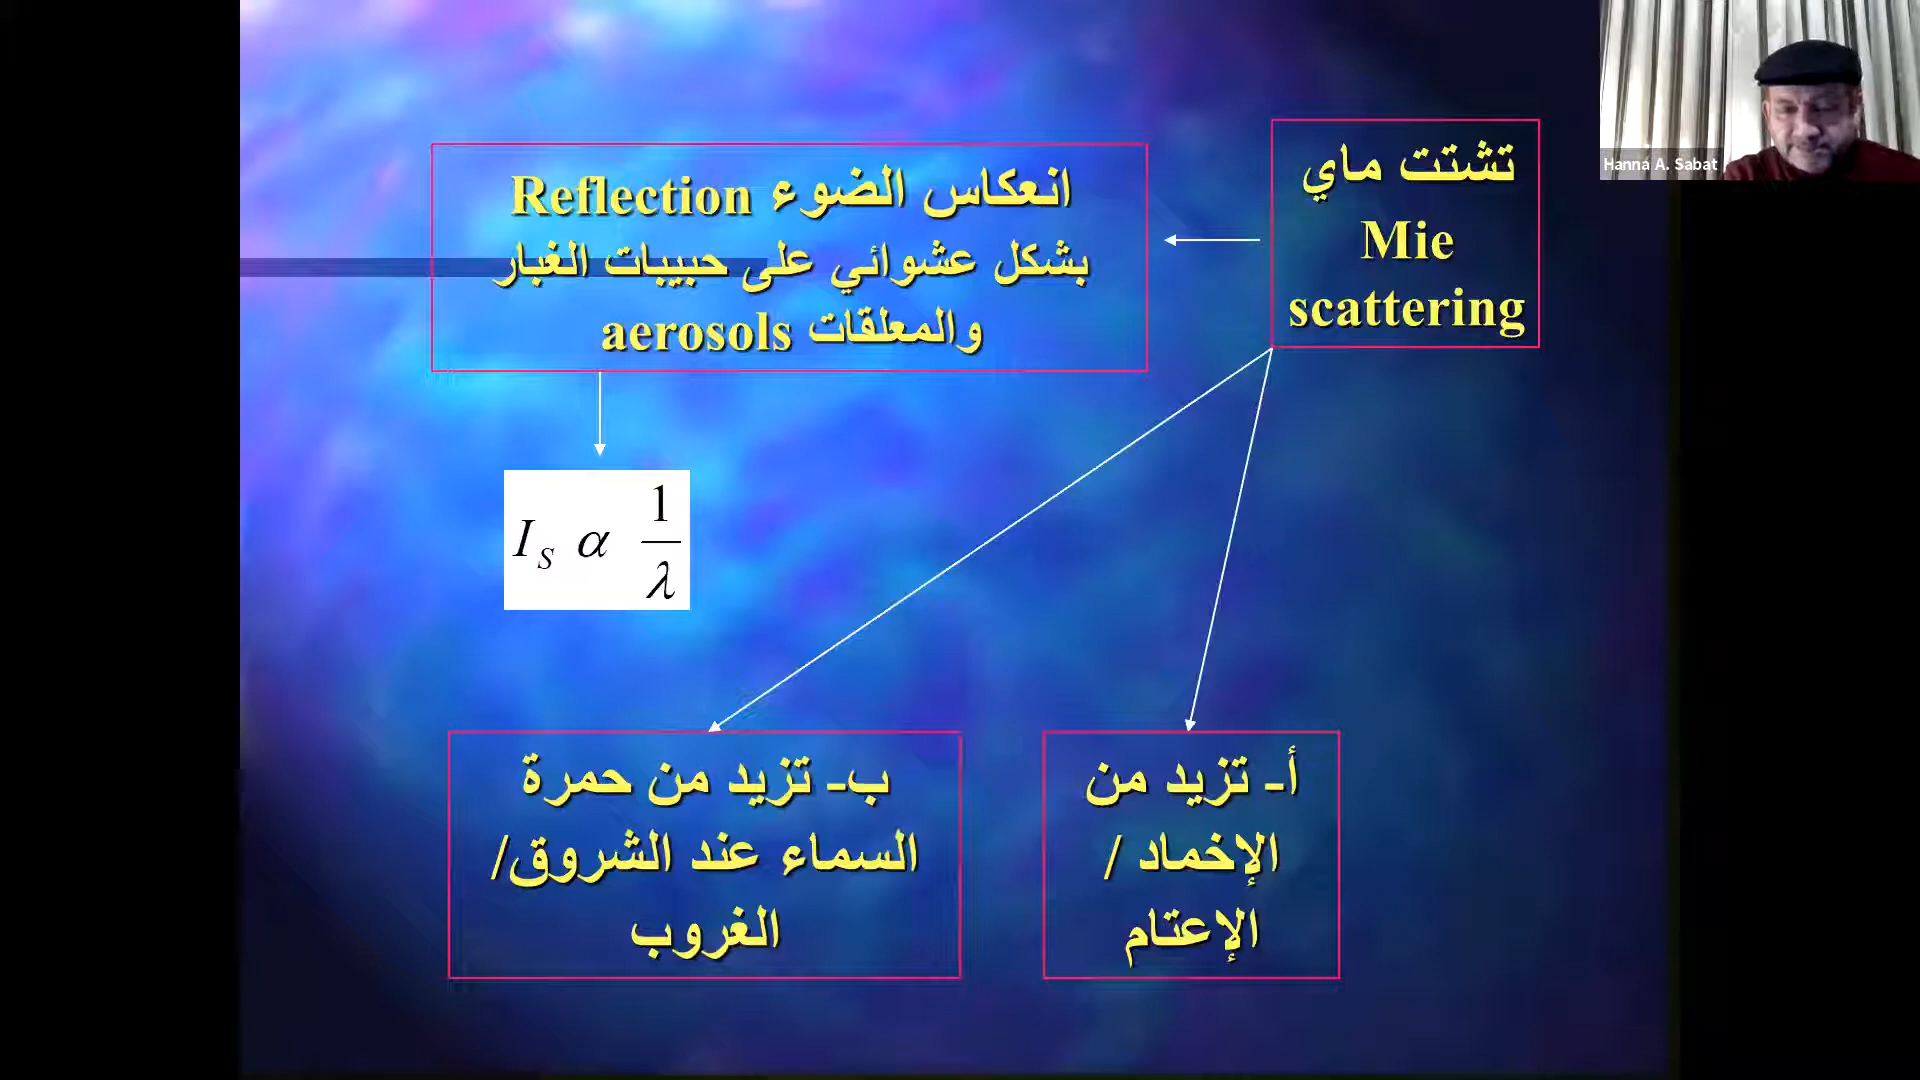 تشتت ماي
Mie
scattering
انعكاس الضوء Reflection
بشكل عشوائي على حبيبات الغبار
والمعلقات aerosols
I_S α 1/λ
أ- تزيد من
الإخماد /
الإعتام
ب- تزيد من حمرة
السماء عند الشروق/
الغروب
Hanna A. Sabat